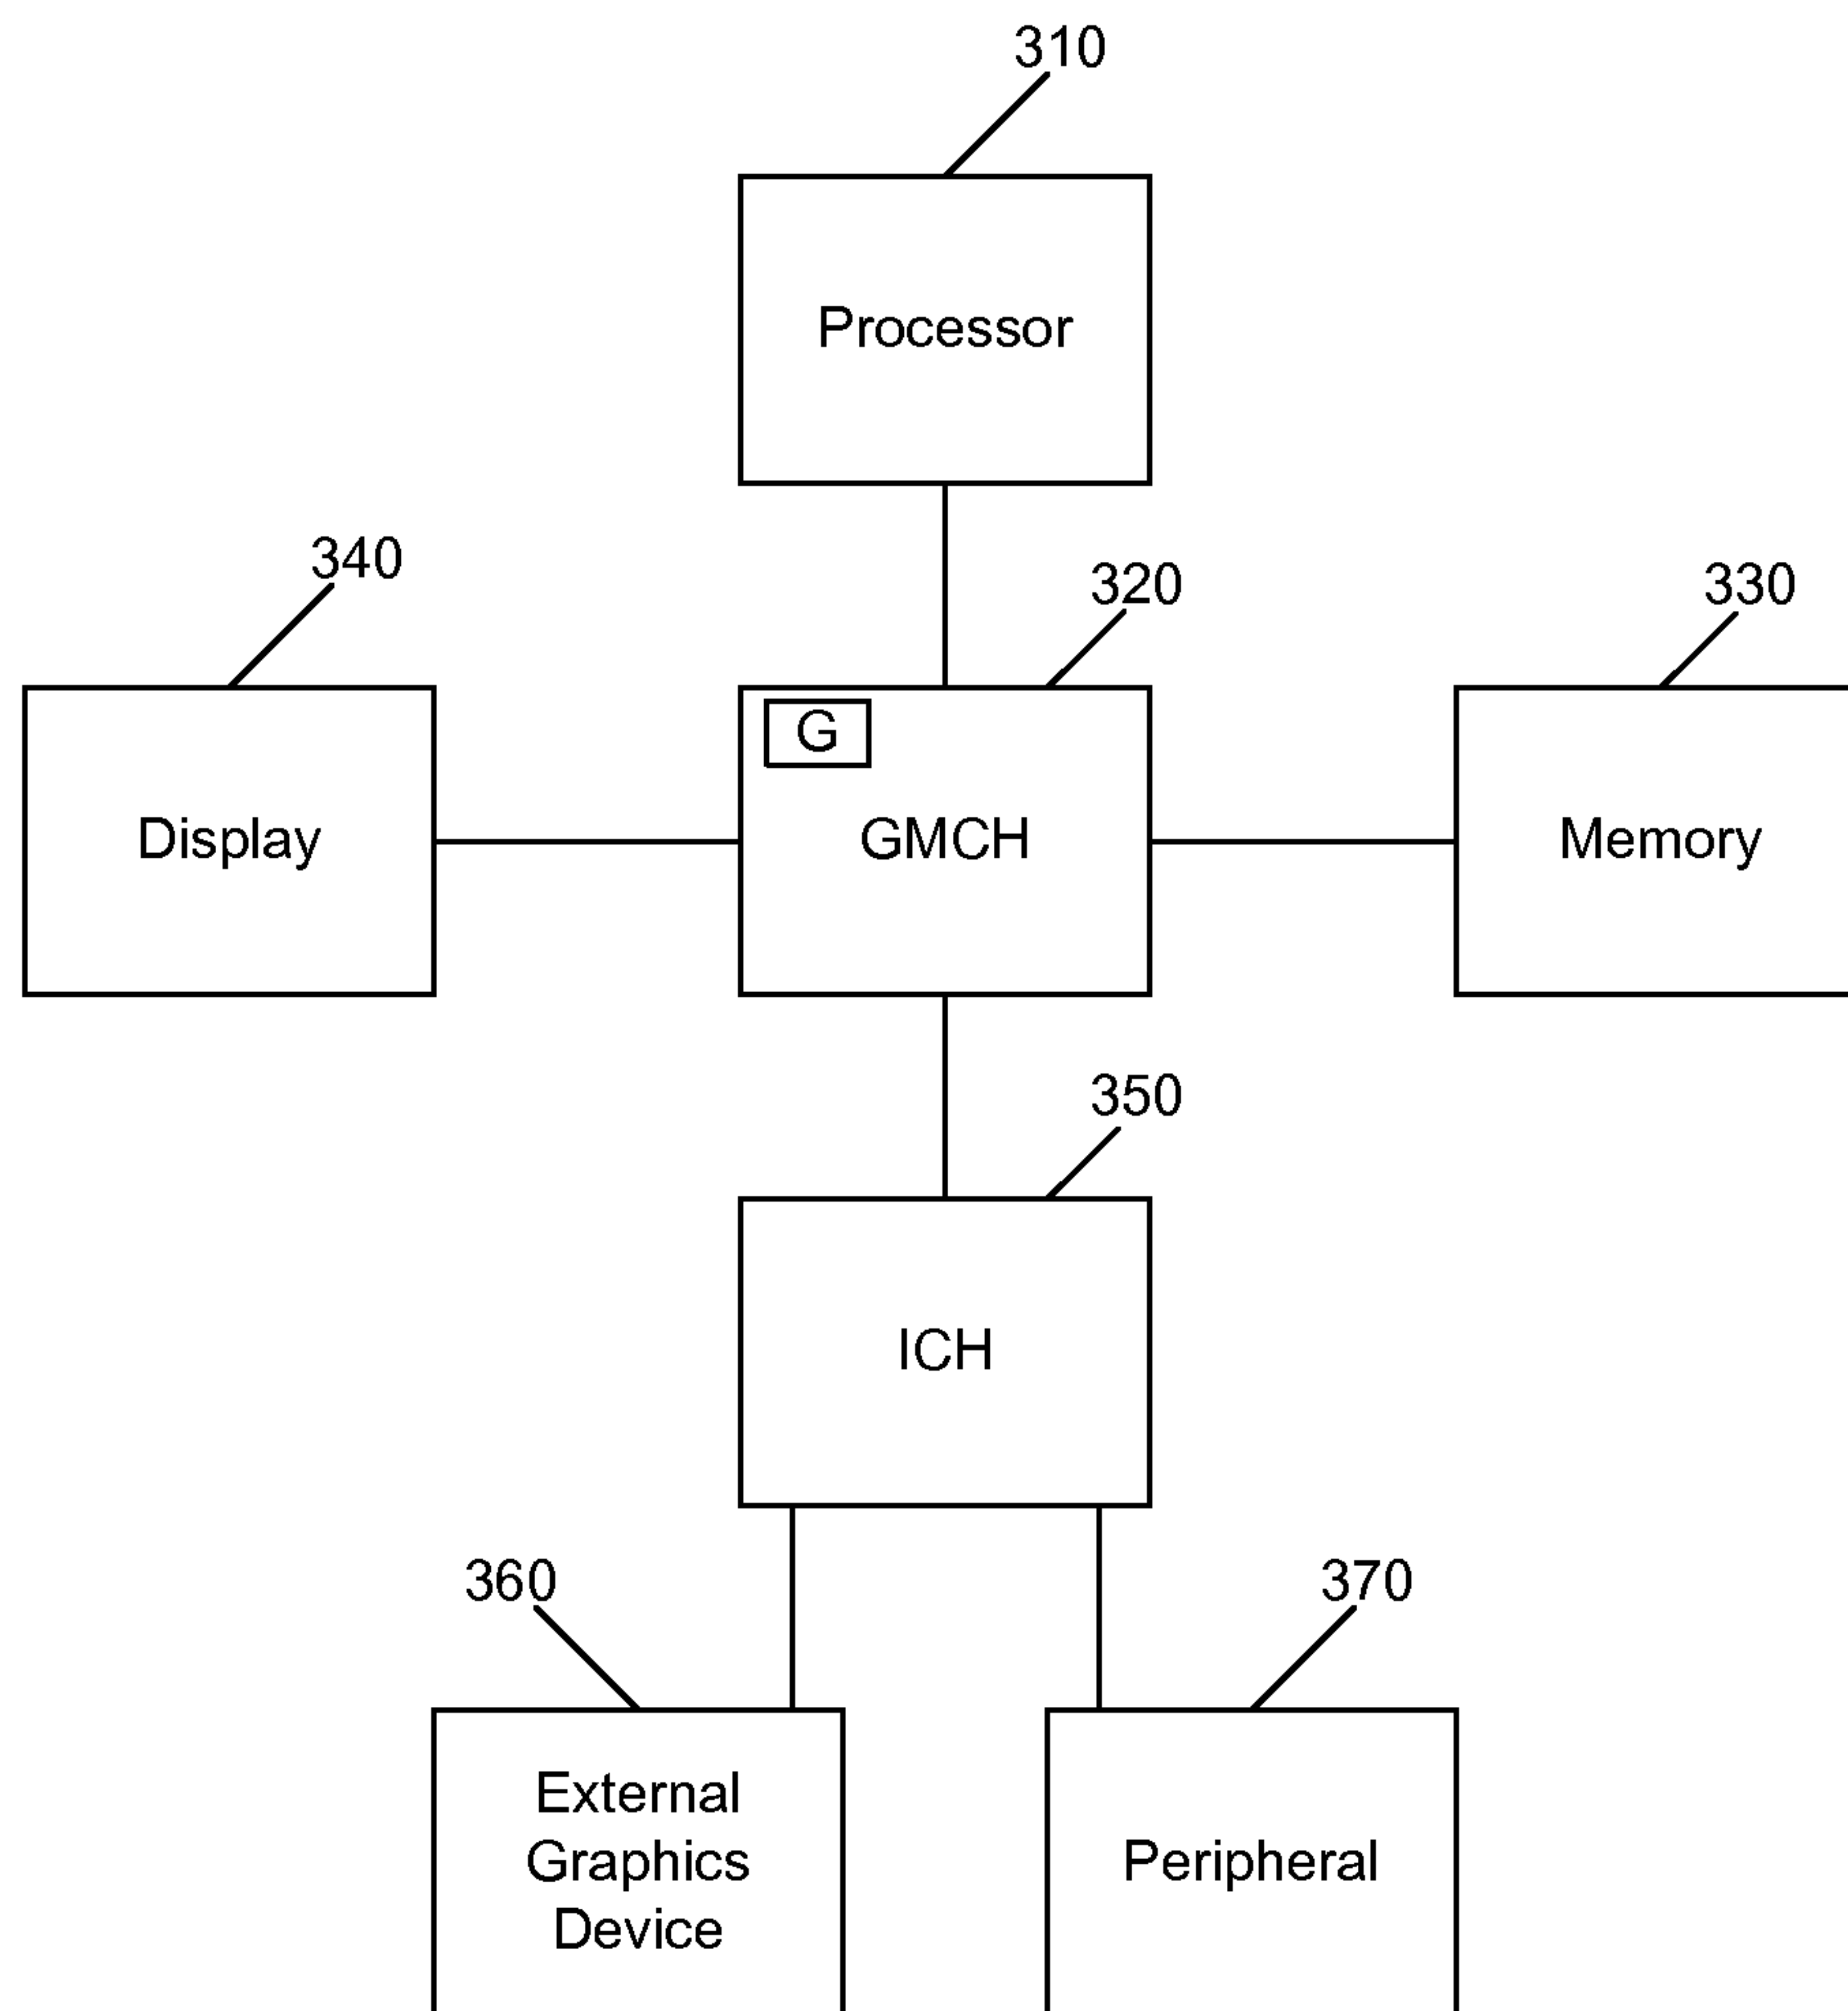 310
Processor
340
320
330
G
Display
GMCH
Memory
350
ICH
360
370
External
Graphics
Device
Peripheral